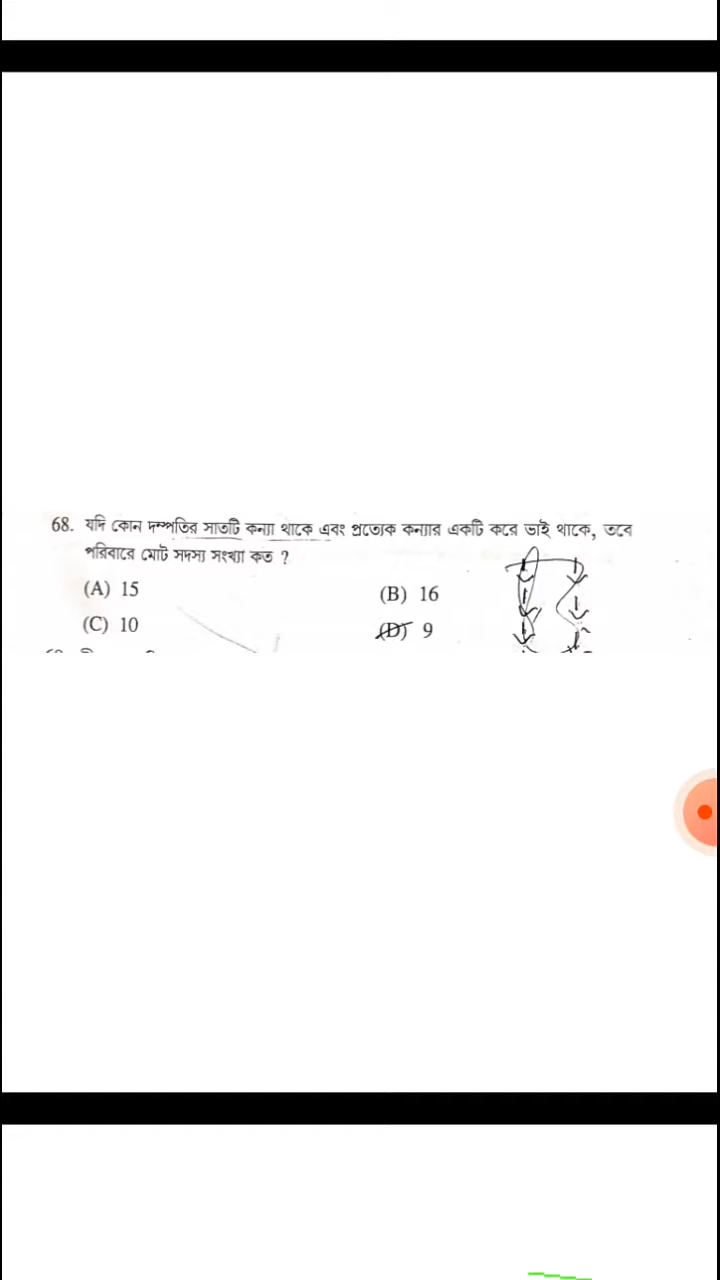 68. যদি কোন দম্পতির সাতটি কন্যা থাকে এবং প্রত্যেক কন্যার একটি করে ভাই থাকে, তবে
পরিবারে মোট সদস্য সংখ্যা কত ?
(A) 15
(B) 16
(C) 10
(D) 9